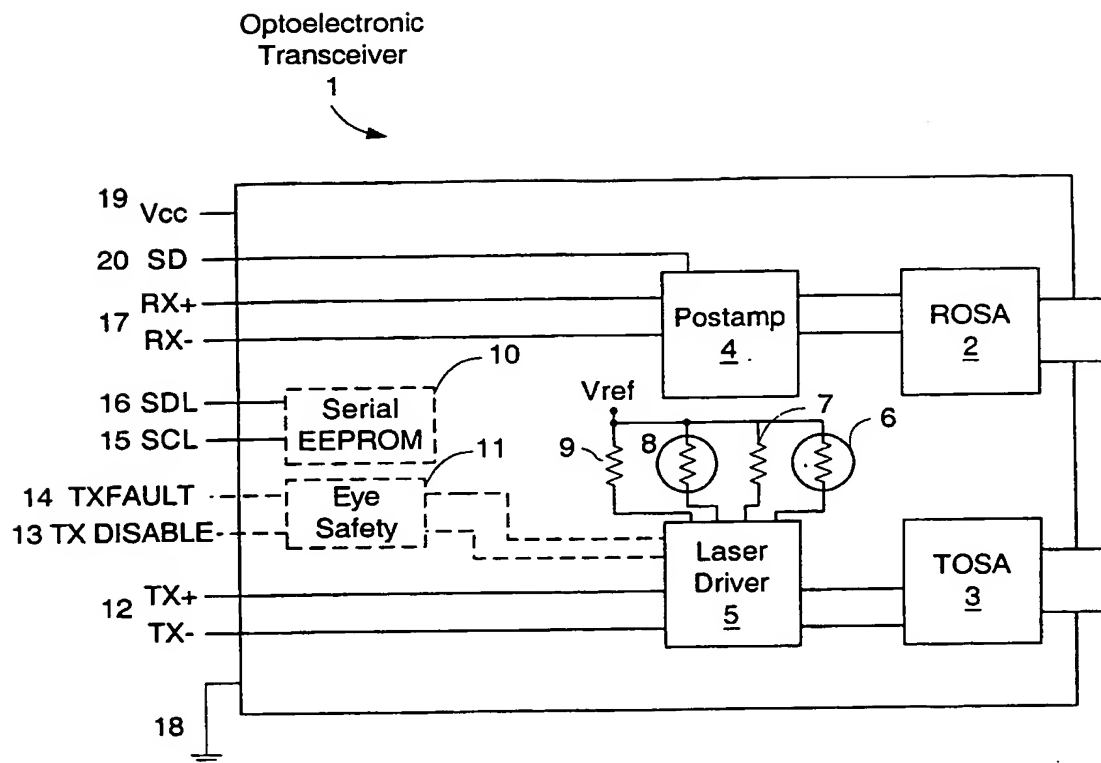 Optoelectronic
Transceiver
1
19 Vcc
20 SD
RX+
17
RX-
Postamp
4
ROSA
2
10
16 SDL
15 SCL
Serial
EEPROM
Vref
9
8
7
6
11
14 TXFAULT
13 TX DISABLE
Eye
Safety
Laser
Driver
5
TOSA
3
12 TX+
TX-
18